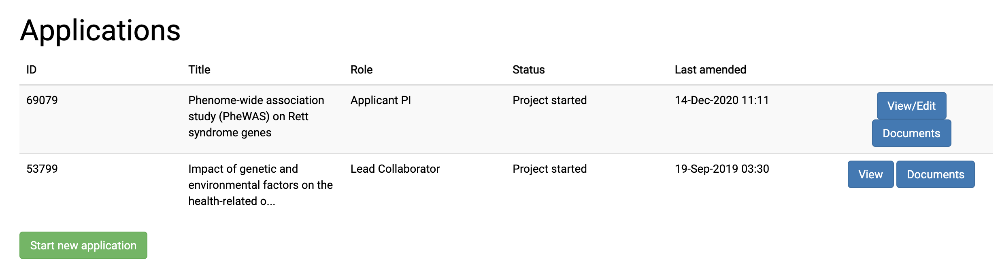 Applications
ID Title Role Status Last amended
69079 Phenome-wide association Applicant PI Project started 14-Dec-2020 11:11 View/Edit
study (PheWAS) on Rett
syndrome genes
Documents
53799 Impact of genetic and Lead Collaborator Project started 19-Sep-2019 03:30 View Documents
environmental factors on the
health-related o...
Start new application